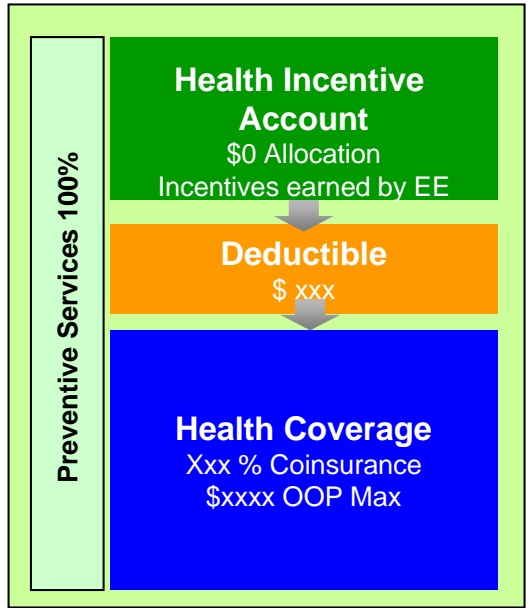 Preventive Services 100%
Health Incentive
Account
$0 Allocation
Incentives earned by EE
Deductible
$ xxx
Health Coverage
Xxx % Coinsurance
$xxxx OOP Max